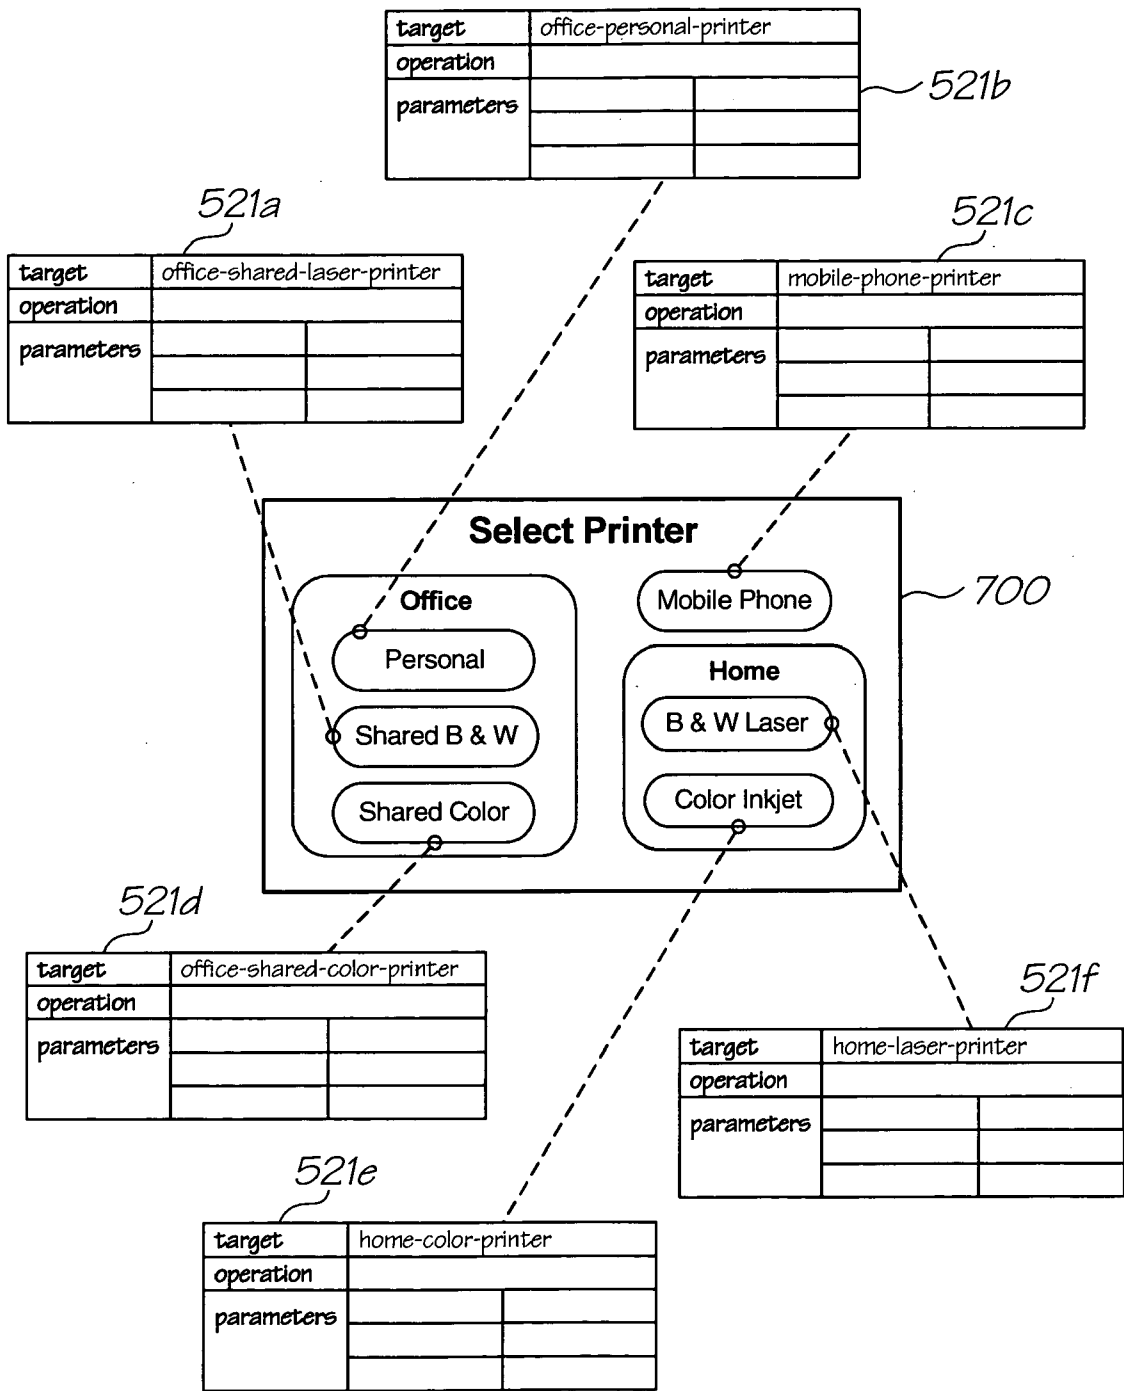 target office-personal-printer
operation
parameters
521b
521a
target office-shared-laser-printer
operation
parameters
521c
target mobile-phone-printer
operation
parameters
Select Printer
Office
Personal
Shared B & W
Shared Color
Mobile Phone
Home
B & W Laser
Color Inkjet
700
521d
target office-shared-color-printer
operation
parameters
521f
target home-laser-printer
operation
parameters
521e
target home-color-printer
operation
parameters